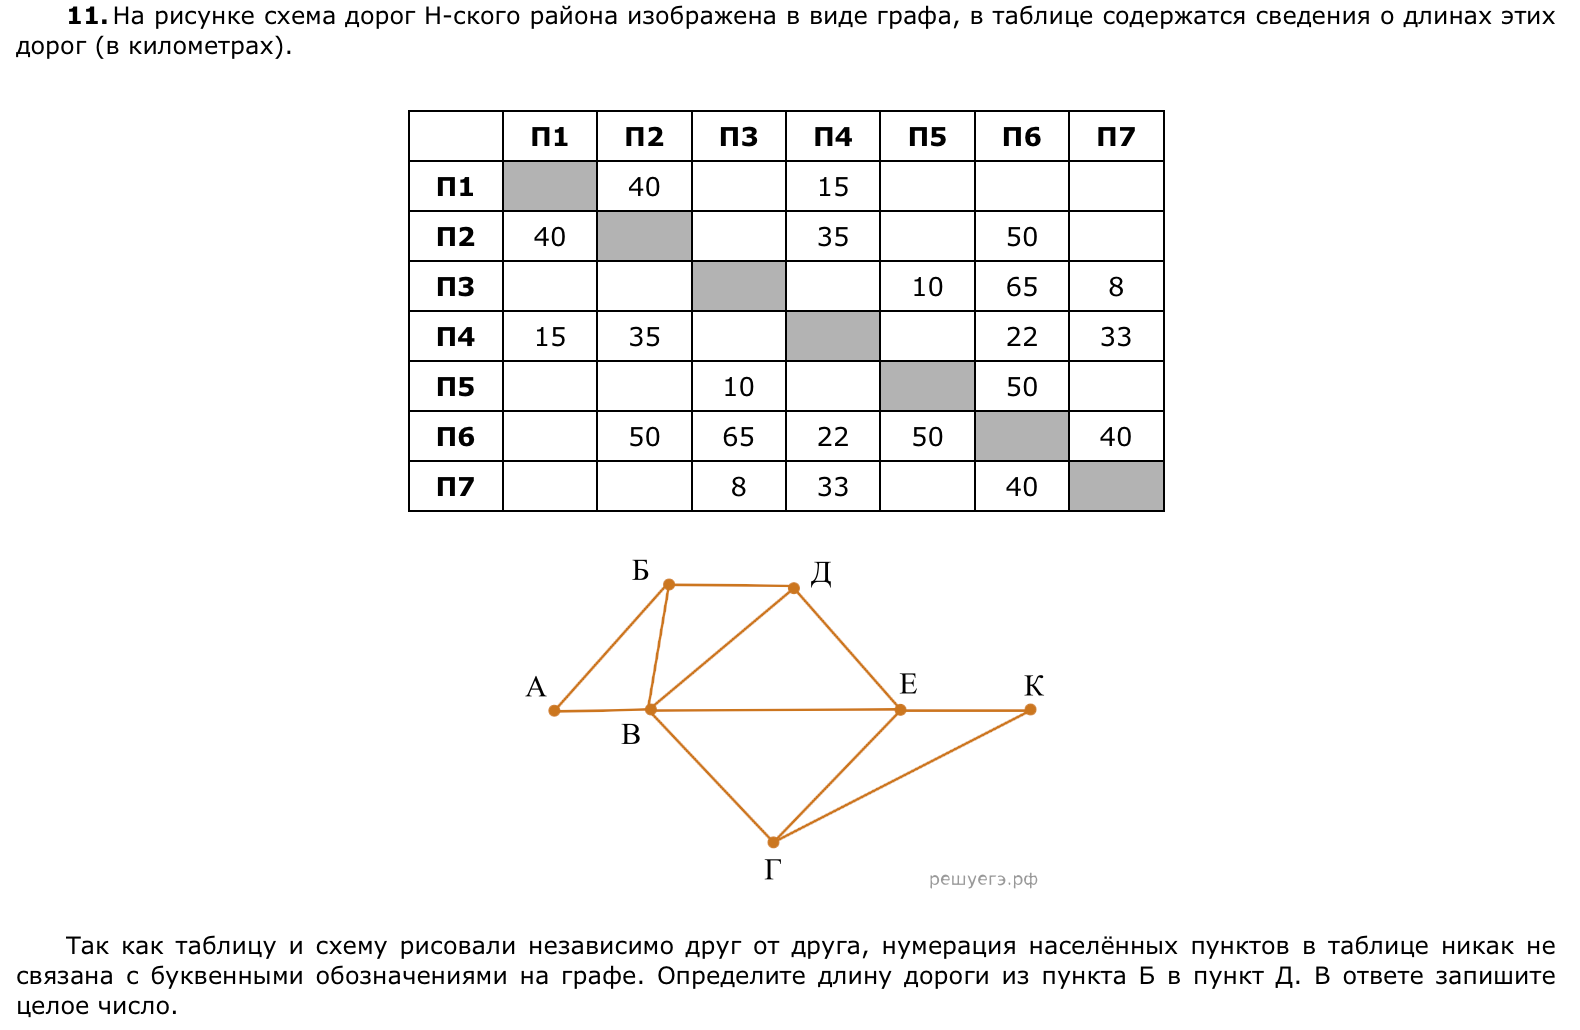 11. На рисунке схема дорог Н-ского района изображена в виде графа, в таблице содержатся сведения о длинах этих
дорог (в километрах).
П1 П2 П3 П4 П5 П6 П7
П1 40 15
П2 40 35 50
П3 10 65 8
П4 15 35 22 33
П5 10 50
П6 50 65 22 50 40
П7 8 33 40
Б Д
А В Е К
Г
решуегэ.рф
Так как таблицу и схему рисовали независимо друг от друга, нумерация населённых пунктов в таблице никак не
связана с буквенными обозначениями на графе. Определите длину дороги из пункта Б в пункт Д. В ответе запишите
целое число.